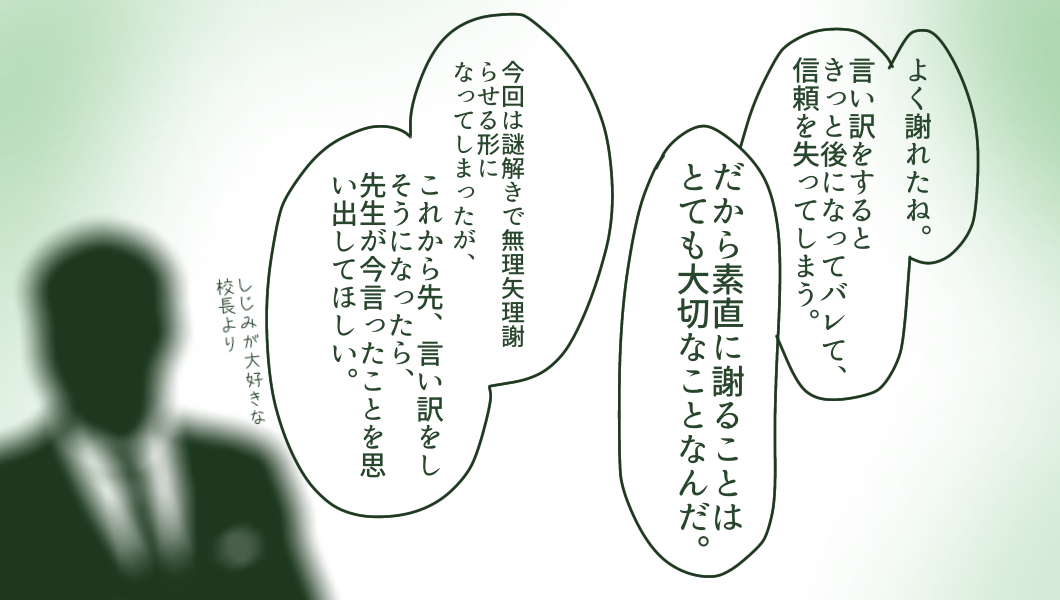 よく謝れたね。
言い訳をすると
きっと後になってバレて、
信頼を失ってしまう。
だから素直に謝ることは
とても大切なことなんだ。
今回は謎解きで無理矢理謝
らせる形に
なってしまったが、
これから先、言い訳をし
そうになったら、
先生が今言ったことを思
い出してほしい。
しじみが大好きな
校長より